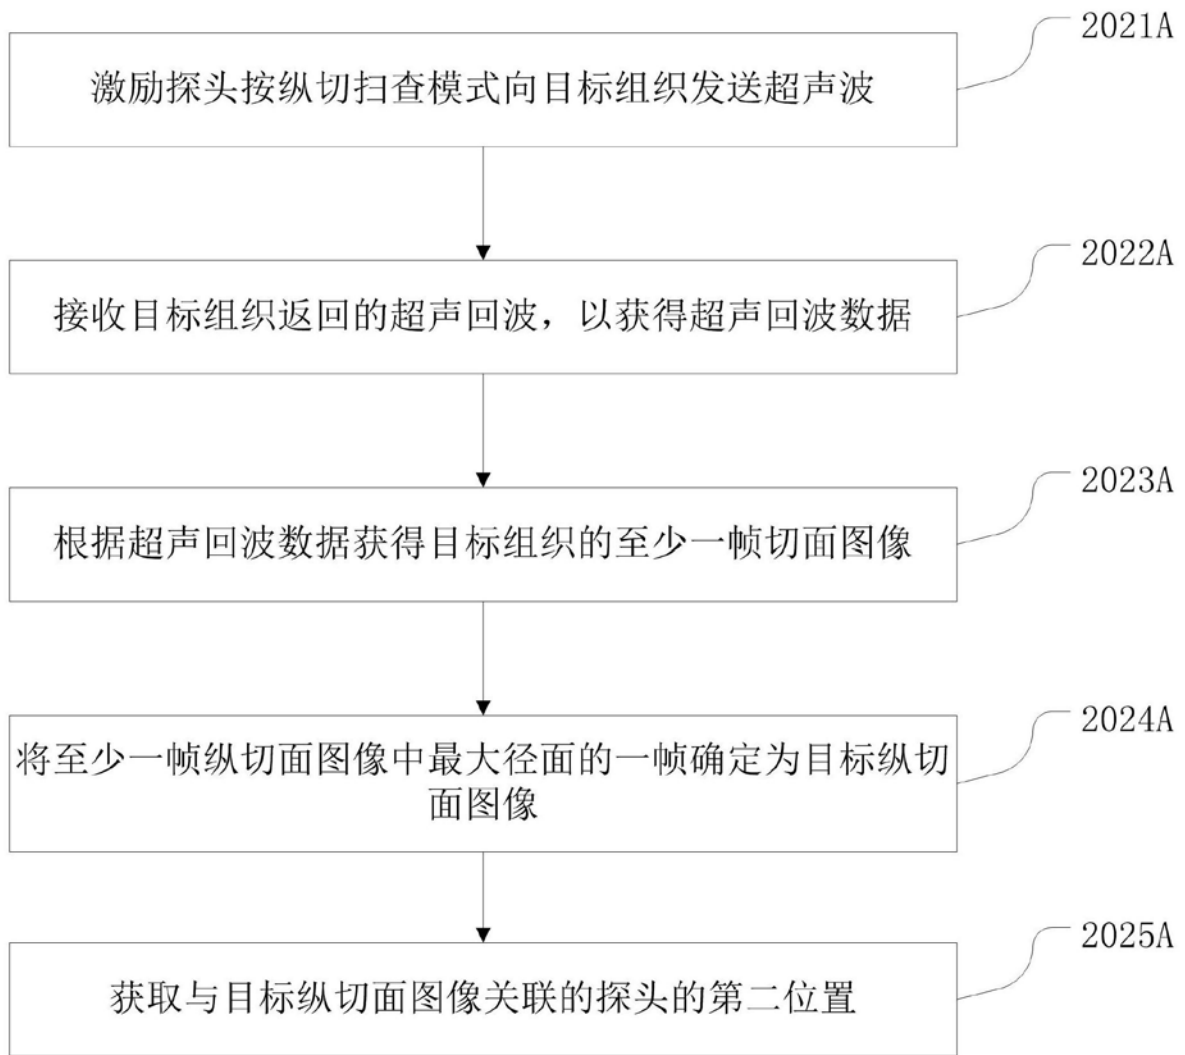 2021A
激励探头按纵切扫查模式向目标组织发送超声波
2022A
接收目标组织返回的超声回波，以获得超声回波数据
2023A
根据超声回波数据获得目标组织的至少一帧切面图像
2024A
将至少一帧纵切面图像中最大径面的一帧确定为目标纵切
面图像
2025A
获取与目标纵切面图像关联的探头的第二位置